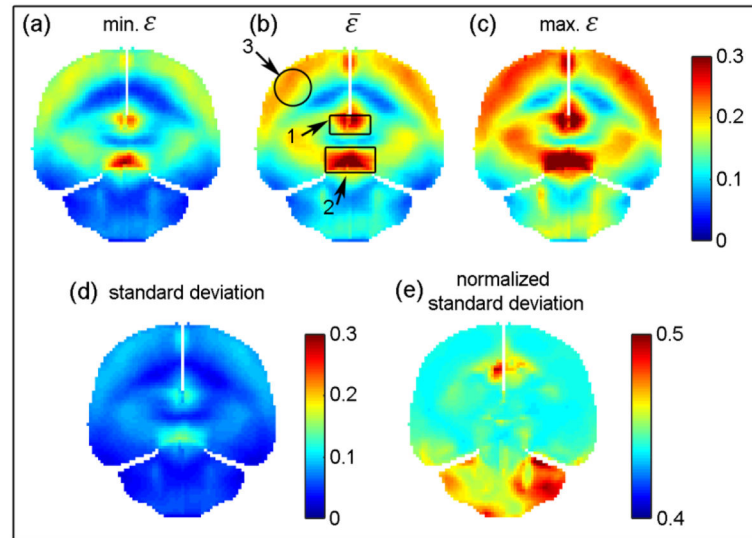 (a) min. ε
(b) ε̄
(c) max. ε
3
1
2
0.3
0.2
0.1
0
(d) standard deviation
0.3
0.2
0.1
0
(e) normalized
standard deviation
0.5
0.4